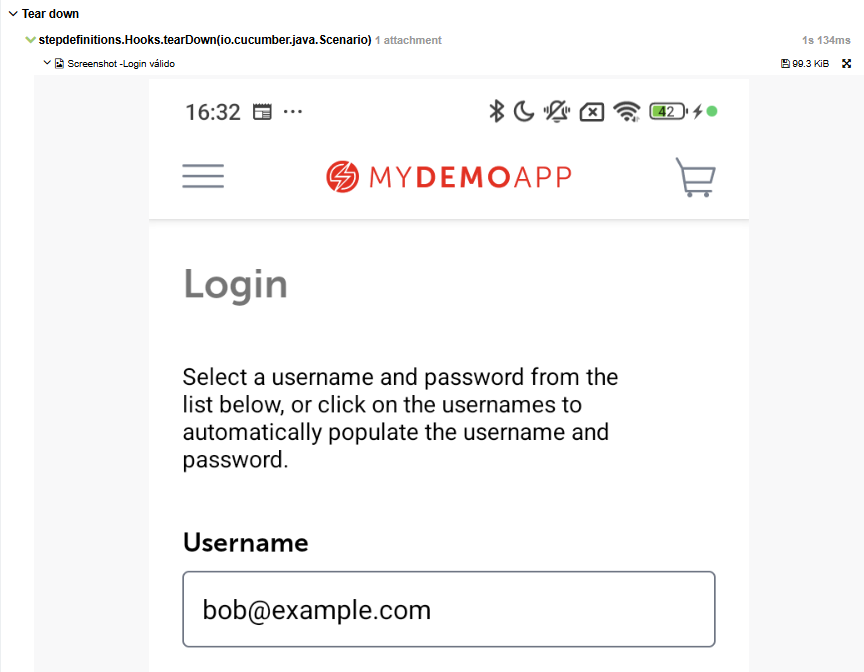 Tear down
stepdefinitions.Hooks.tearDown(io.cucumber.java.Scenario) 1 attachment 1s 134ms
Screenshot -Login válido 99.3 KiB
16:32 ··· 42
MYDEMOAPP
Login
Select a username and password from the
list below, or click on the usernames to
automatically populate the username and
password.
Username
bob@example.com